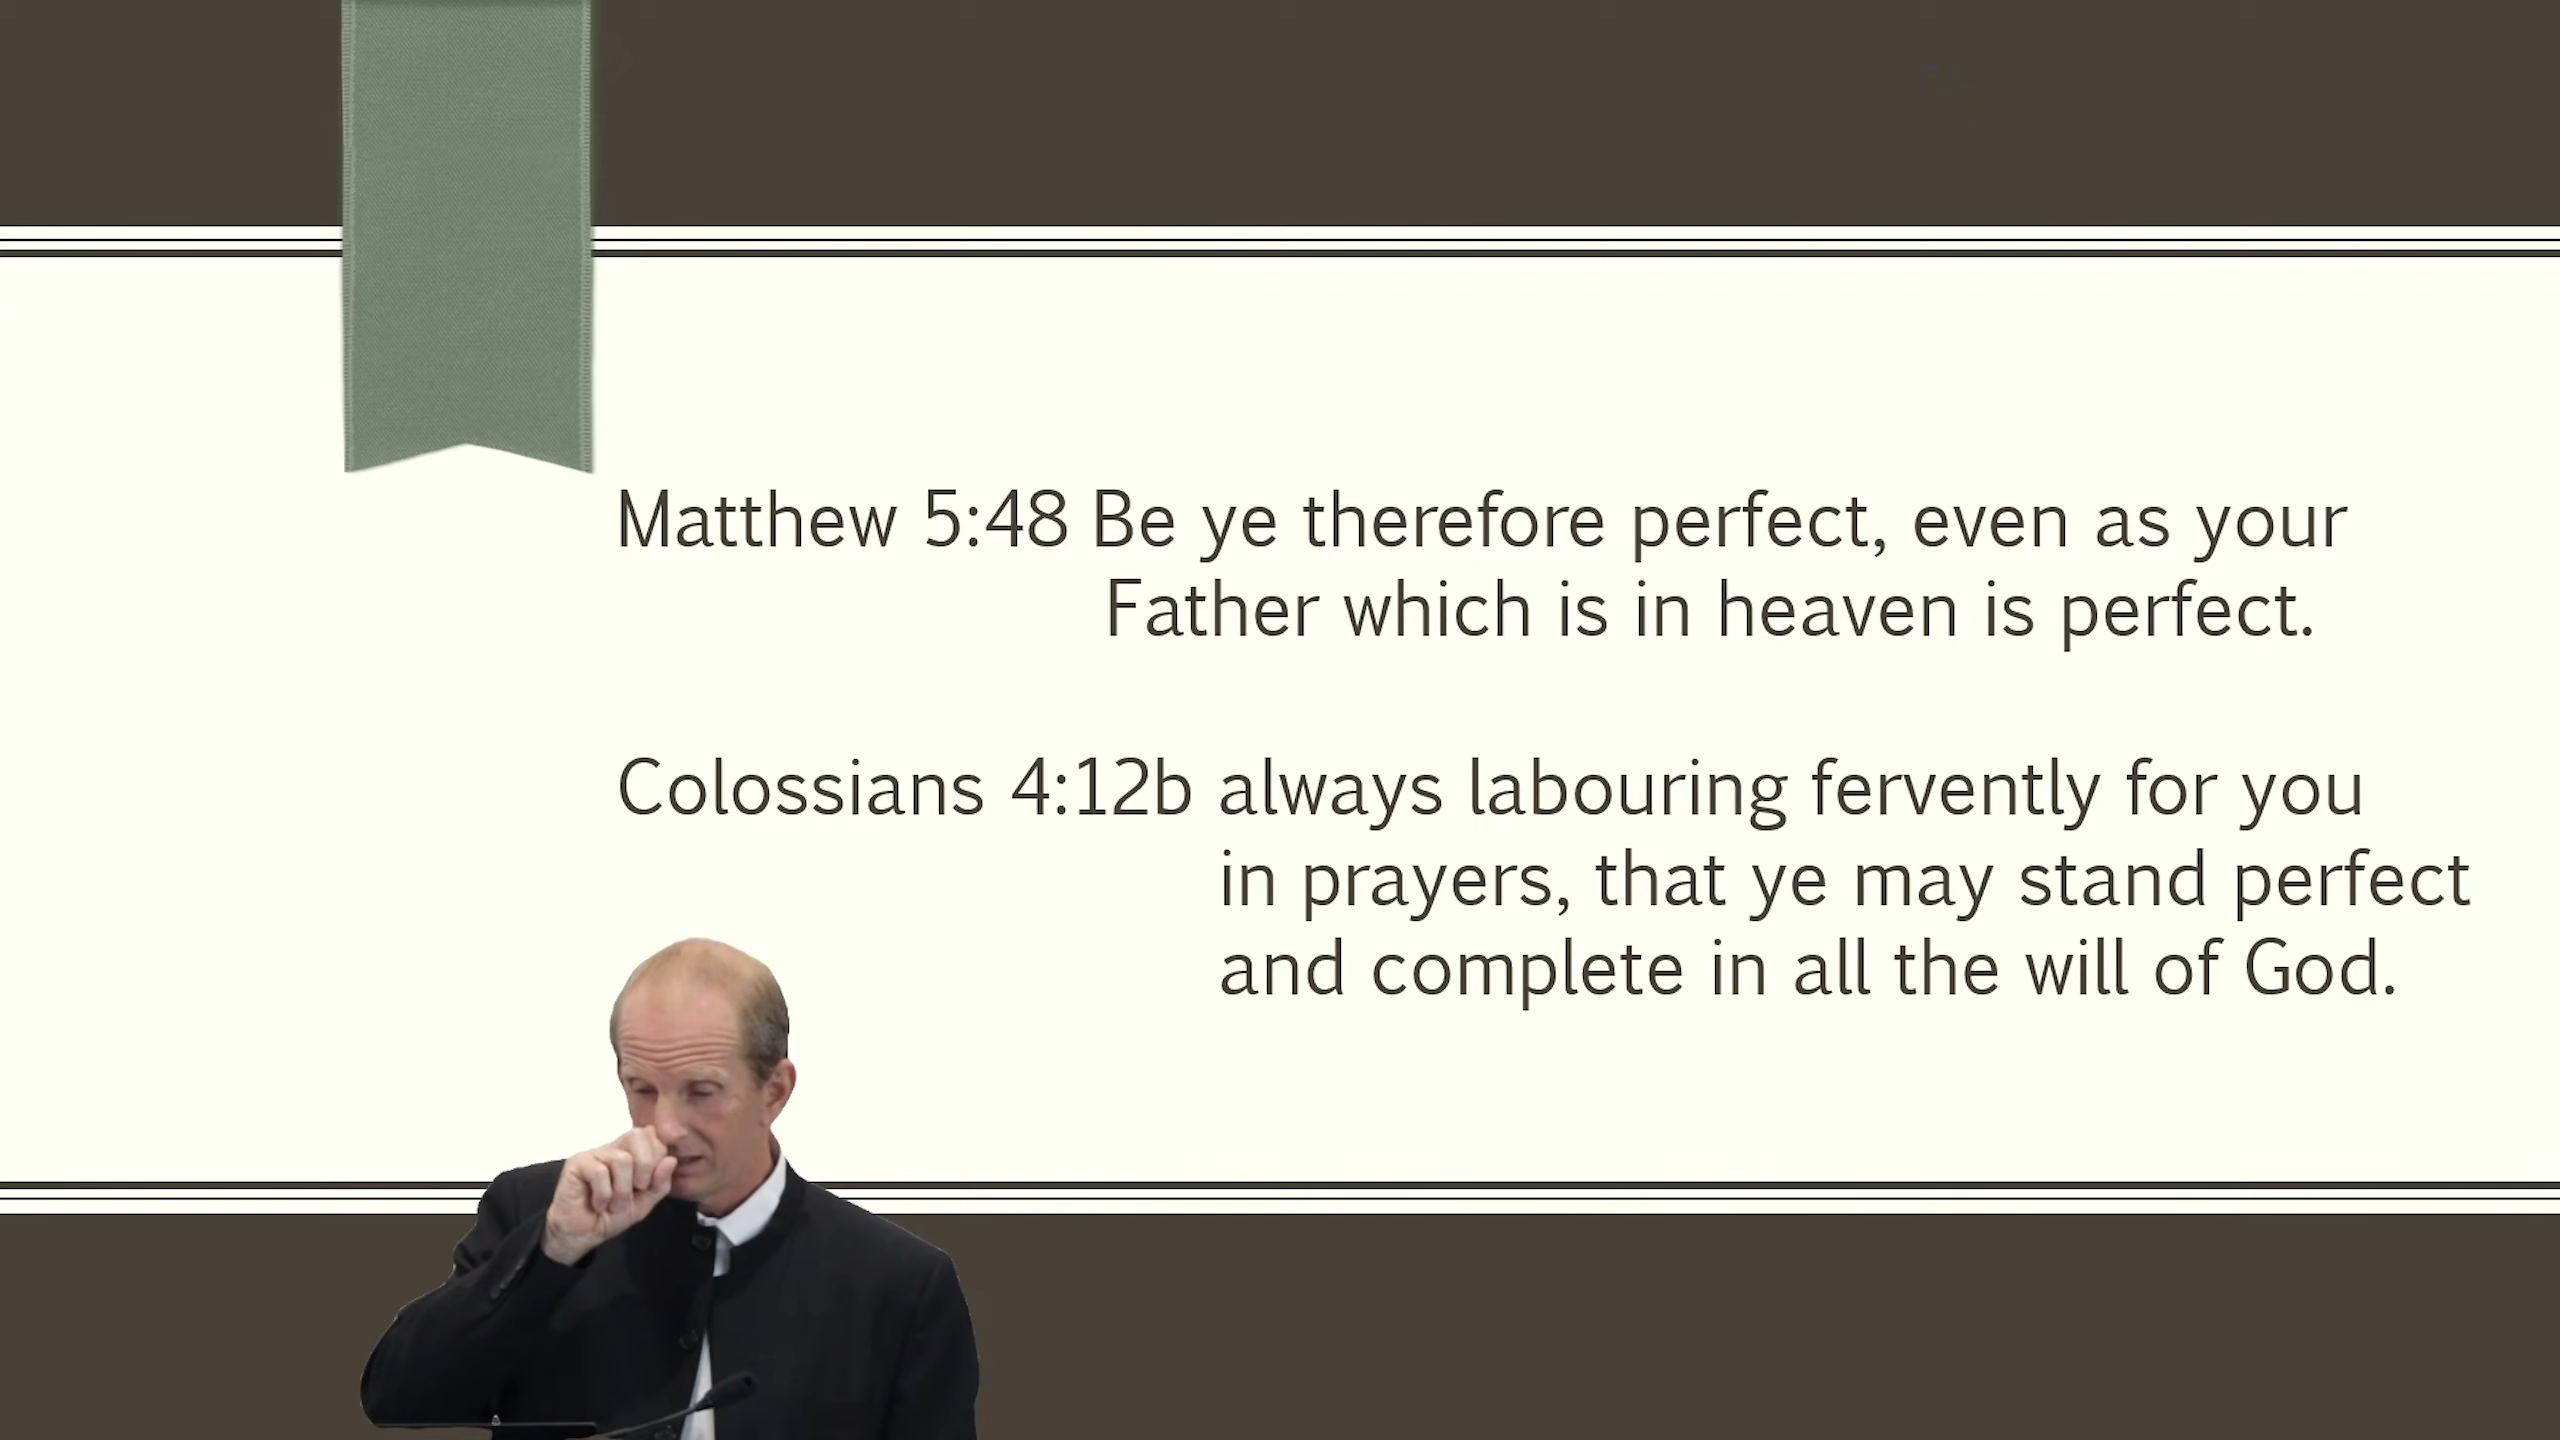 Matthew 5:48 Be ye therefore perfect, even as your
Father which is in heaven is perfect.
Colossians 4:12b always labouring fervently for you
in prayers, that ye may stand perfect
and complete in all the will of God.